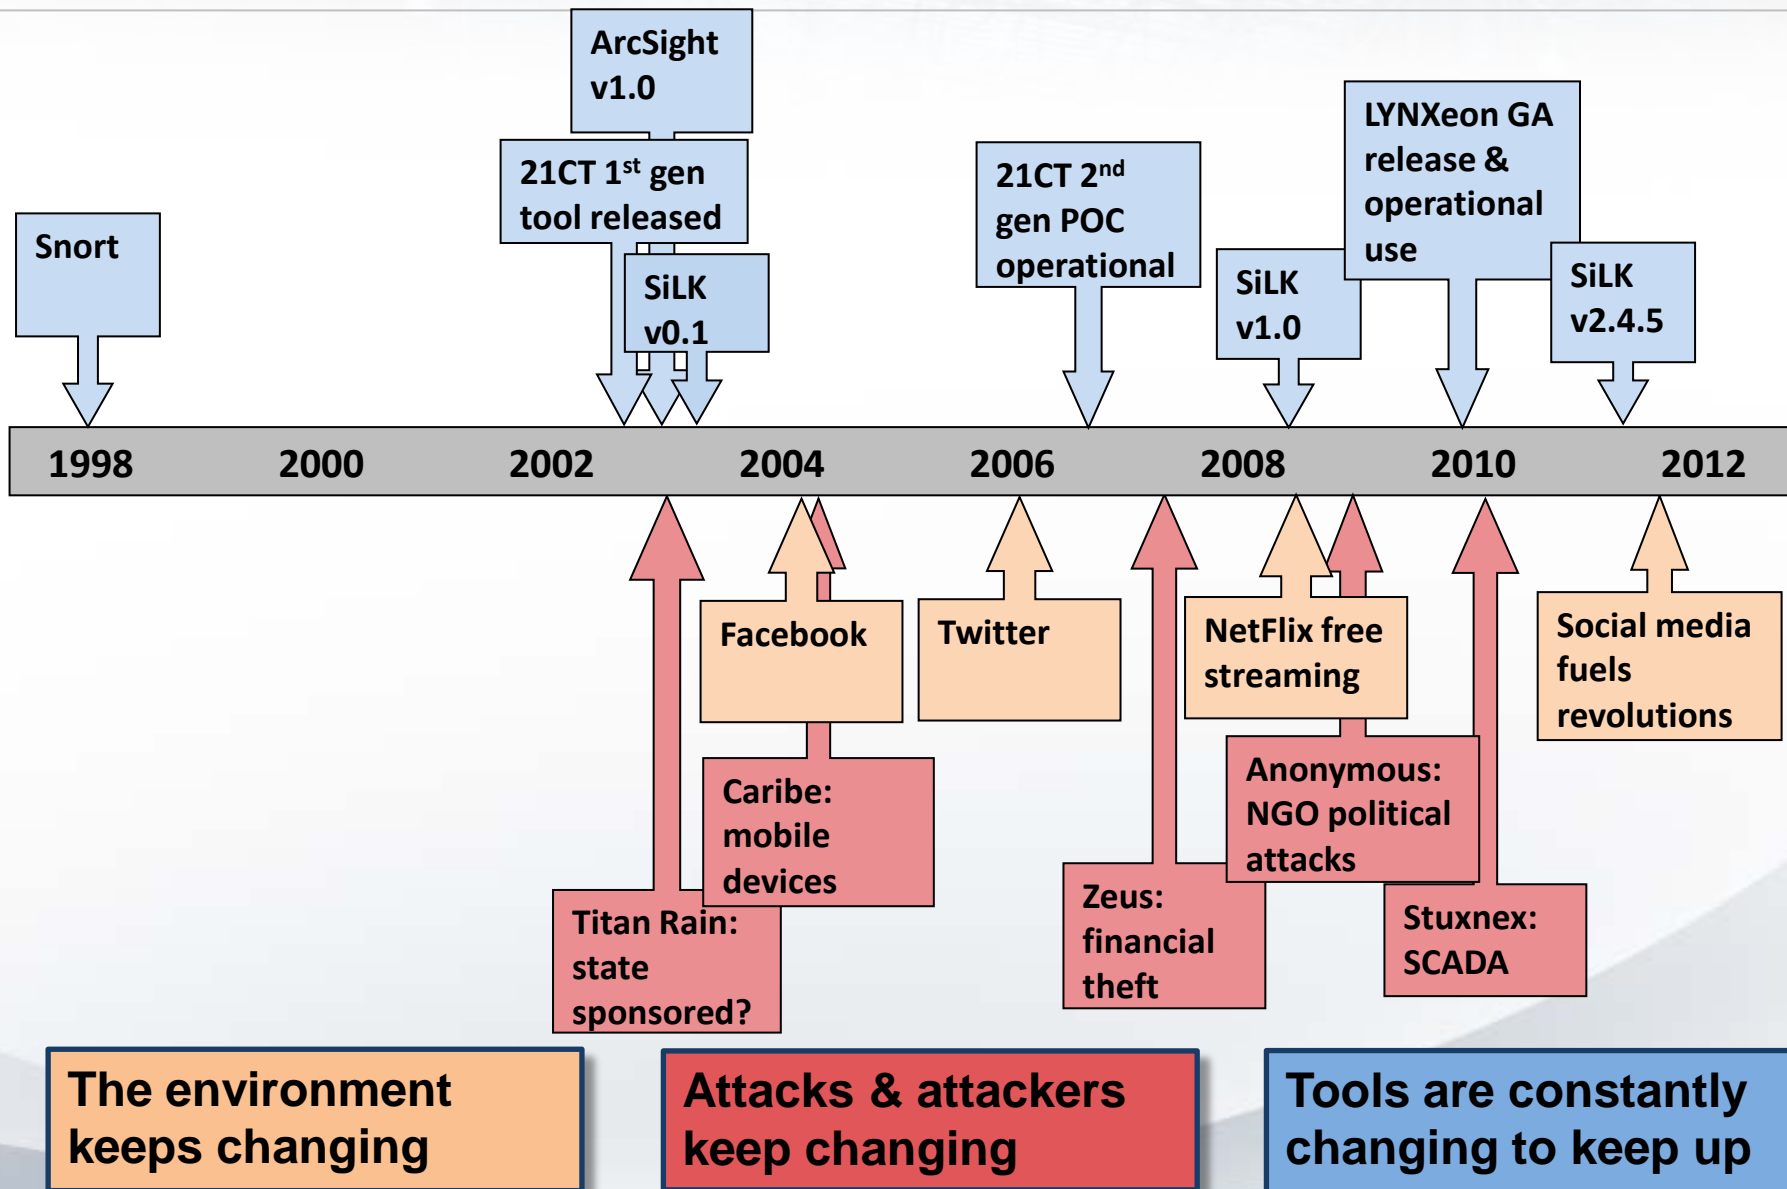 ArcSight
v1.0
21CT 1st gen
tool released
SiLK
v0.1
Snort
21CT 2nd
gen POC
operational
SiLK
v1.0
LYNXeon GA
release &
operational
use
SiLK
v2.4.5
1998 2000 2002 2004 2006 2008 2010 2012
Facebook
Twitter
NetFlix free
streaming
Social media
fuels
revolutions
Caribe:
mobile
devices
Anonymous:
NGO political
attacks
Titan Rain:
state
sponsored?
Zeus:
financial
theft
Stuxnex:
SCADA
The environment
keeps changing
Attacks & attackers
keep changing
Tools are constantly
changing to keep up